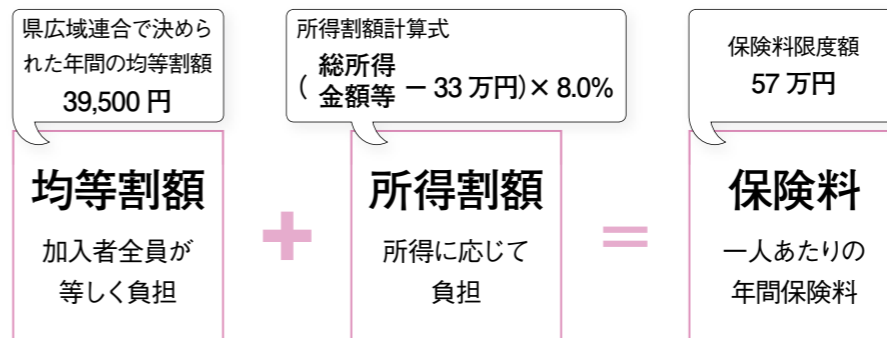 県広域連合で決めら
れた年間の均等割額
39,500 円
均等割額
加入者全員が
等しく負担
+
所得割額計算式
( 総所得
金額等 − 33 万円)× 8.0%
所得割額
所得に応じて
負担
=
保険料限度額
57 万円
保険料
一人あたりの
年間保険料